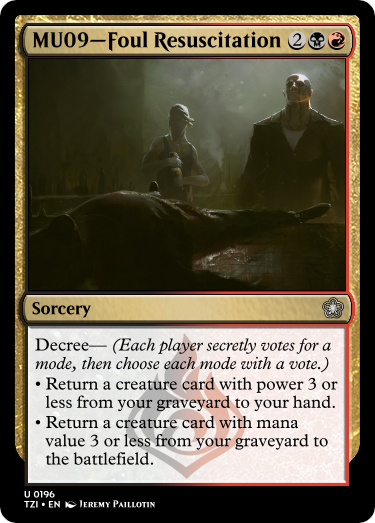 MU09—Foul Resuscitation 2
Sorcery
Decree— (Each player secretly votes for a
mode, then choose each mode with a vote.)
• Return a creature card with power 3 or
less from your graveyard to your hand.
• Return a creature card with mana
value 3 or less from your graveyard to
the battlefield.
U 0196
TZI • EN Jeremy Paillotin